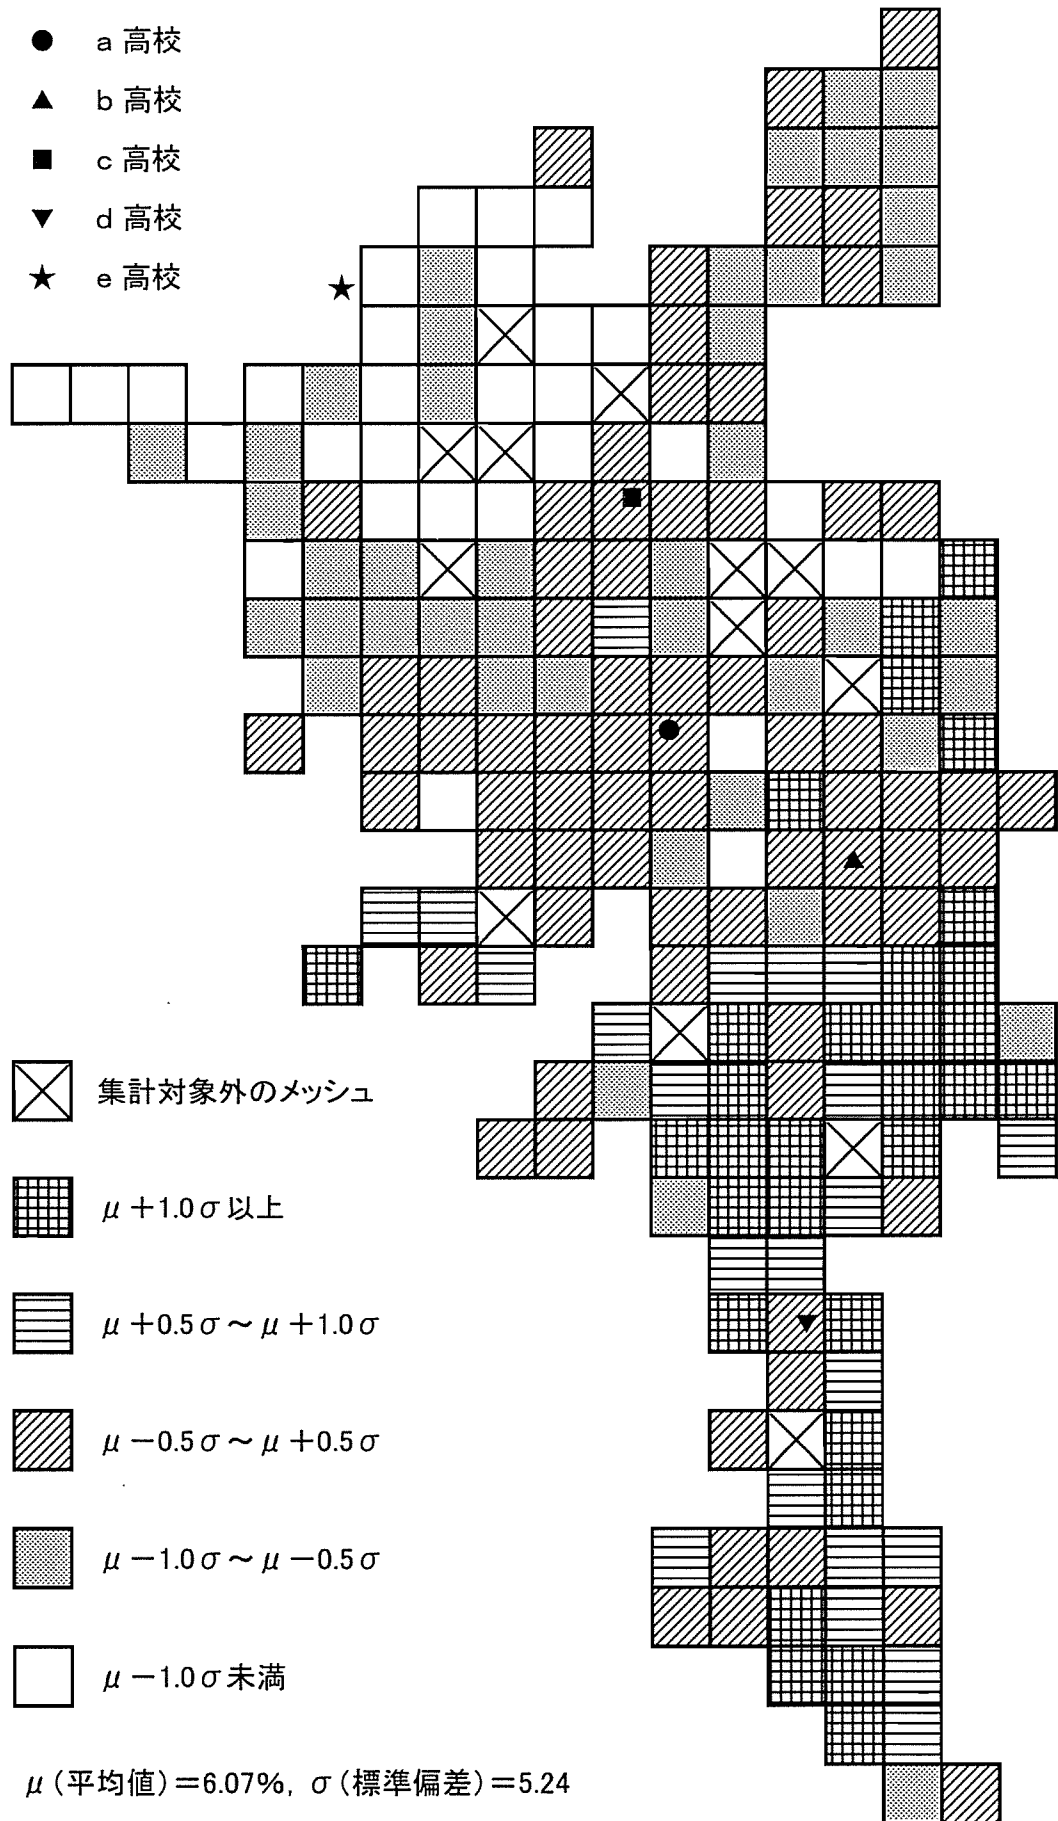 ● a 高校
▲ b 高校
■ c 高校
▼ d 高校
★ e 高校
集計対象外のメッシュ
μ＋1.0σ以上
μ＋0.5σ～μ＋1.0σ
μ－0.5σ～μ＋0.5σ
μ－1.0σ～μ－0.5σ
μ－1.0σ未満
μ（平均値）＝6.07%, σ（標準偏差）＝5.24